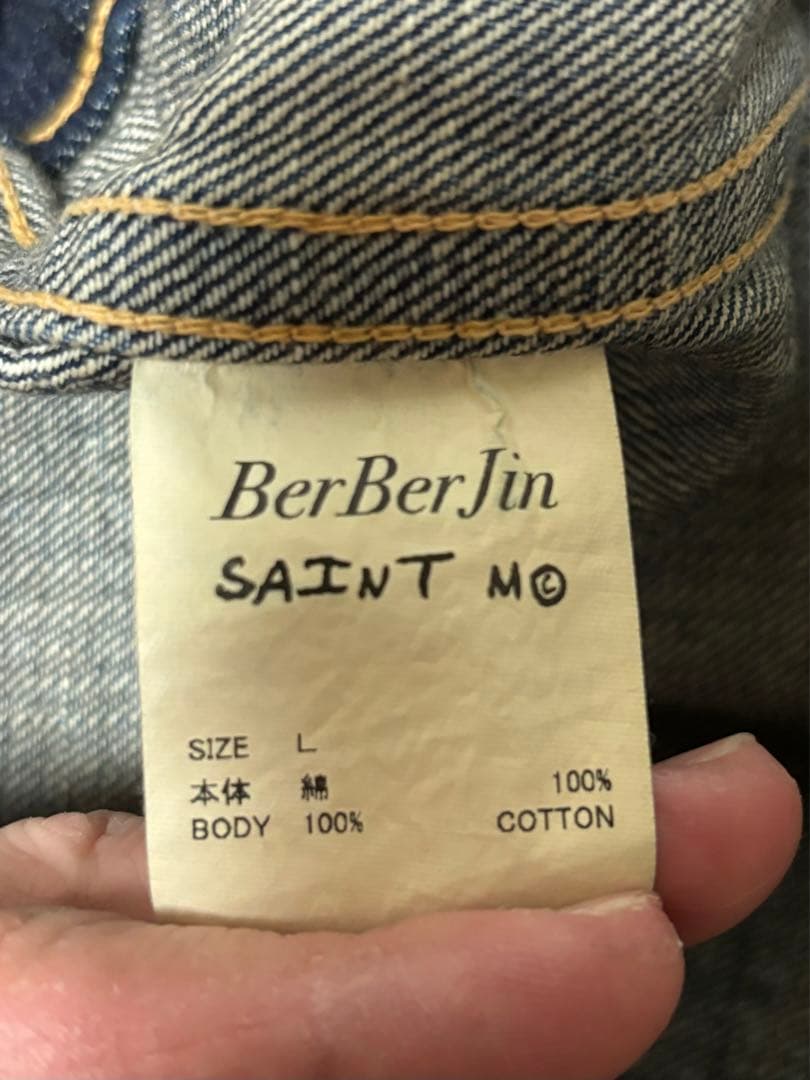 BerBerJin
SAINT M©
SIZE L
本体 綿 100%
BODY 100% COTTON